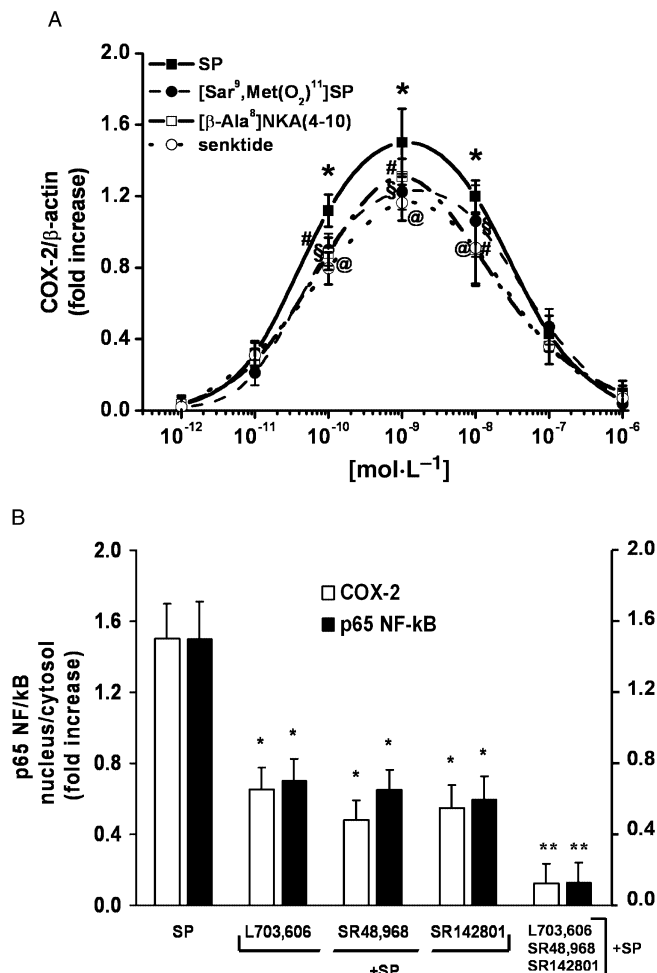 A
SP
[Sar⁹,Met(O₂)¹¹]SP
[β-Ala⁸]NKA(4-10)
senktide
COX-2/β-actin
(fold increase)
2.0
1.6
1.2
0.8
0.4
0.0
* * *
# § @
# § @
@ § #
10⁻¹² 10⁻¹¹ 10⁻¹⁰ 10⁻⁹ 10⁻⁸ 10⁻⁷ 10⁻⁶
[mol·L⁻¹]
B
COX-2
p65 NF-kB
p65 NF/kB
nucleus/cytosol
(fold increase)
2.0 2.0
1.6 1.6
1.2 1.2
0.8 0.8
0.4 0.4
0.0 0.0
* * * * * * ** **
SP L703,606 SR48,968 SR142801
+SP
L703,606
SR48,968
SR142801
+SP